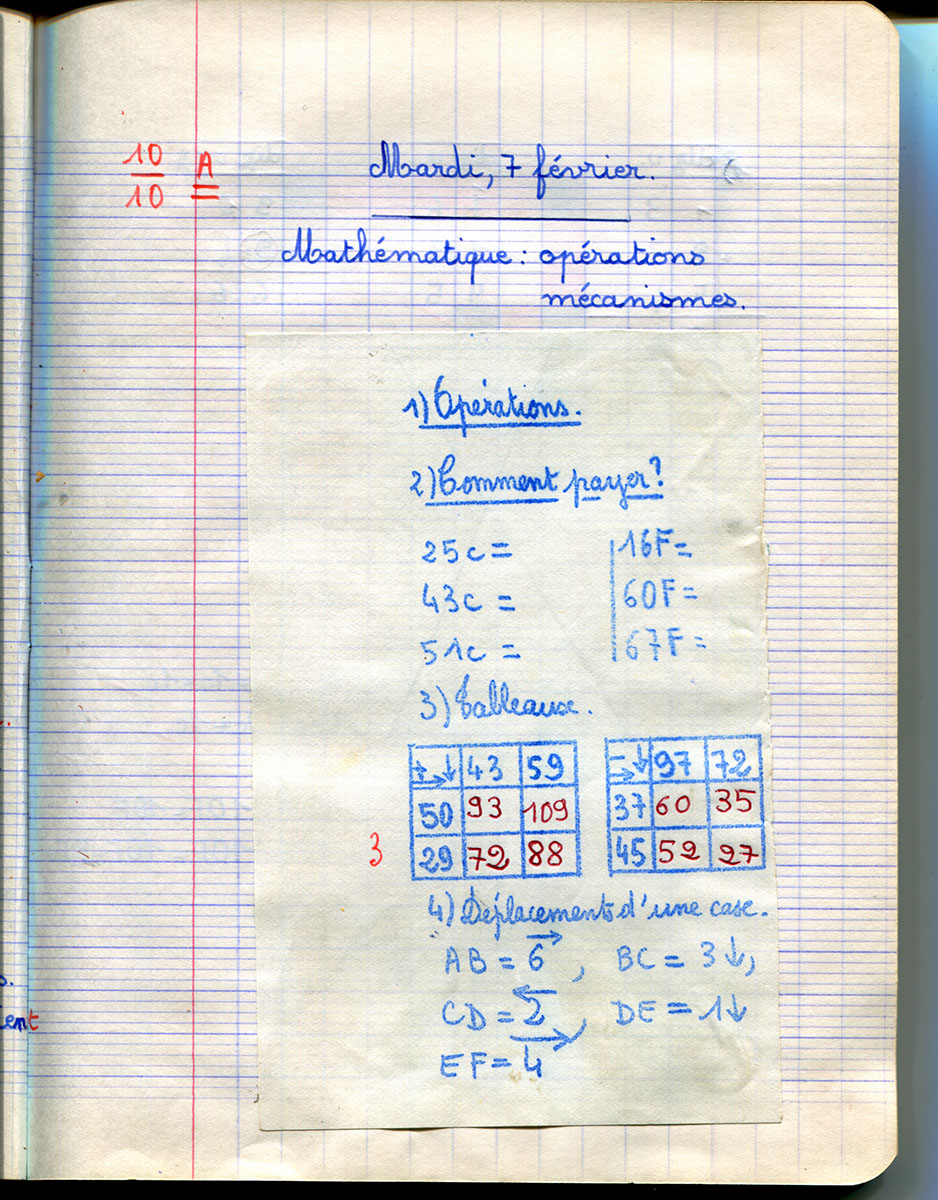 10/10 A
Mardi, 7 février.
Mathématique : opérations
mécanismes.
1) Opérations.
2) Comment payer?
25c = 16F =
43c = 60F =
51c = 67F =
3) Tableaux.
+ → ↓ 43 59 - → ↓ 97 72
50 93 109 37 60 35
3 29 72 88 45 52 27
4) Déplacements d'une case.
AB = 6 →, BC = 3 ↓,
CD = 2 ←, DE = 1 ↓
EF = 4 →
ent